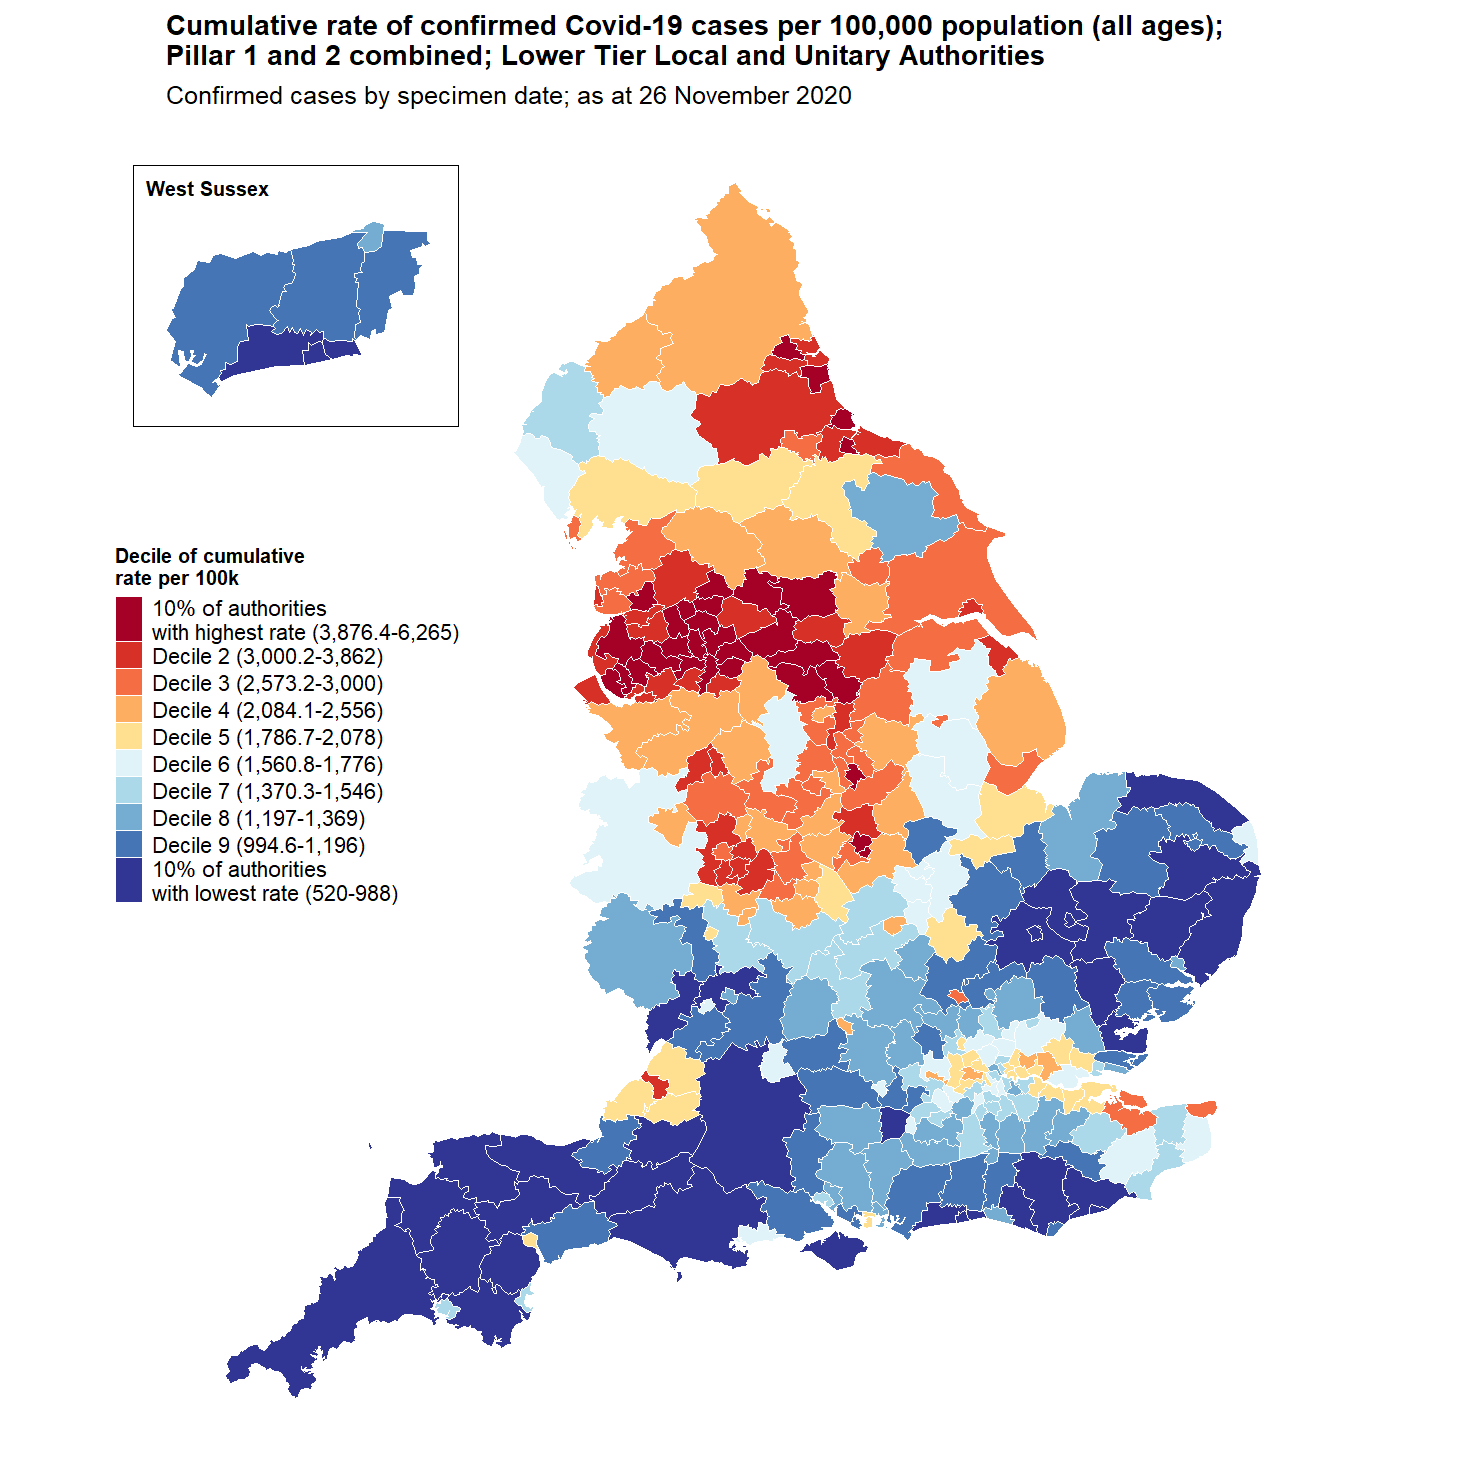 Cumulative rate of confirmed Covid-19 cases per 100,000 population (all ages);
Pillar 1 and 2 combined; Lower Tier Local and Unitary Authorities
Confirmed cases by specimen date; as at 26 November 2020
West Sussex
Decile of cumulative
rate per 100k
10% of authorities
with highest rate (3,876.4-6,265)
Decile 2 (3,000.2-3,862)
Decile 3 (2,573.2-3,000)
Decile 4 (2,084.1-2,556)
Decile 5 (1,786.7-2,078)
Decile 6 (1,560.8-1,776)
Decile 7 (1,370.3-1,546)
Decile 8 (1,197-1,369)
Decile 9 (994.6-1,196)
10% of authorities
with lowest rate (520-988)